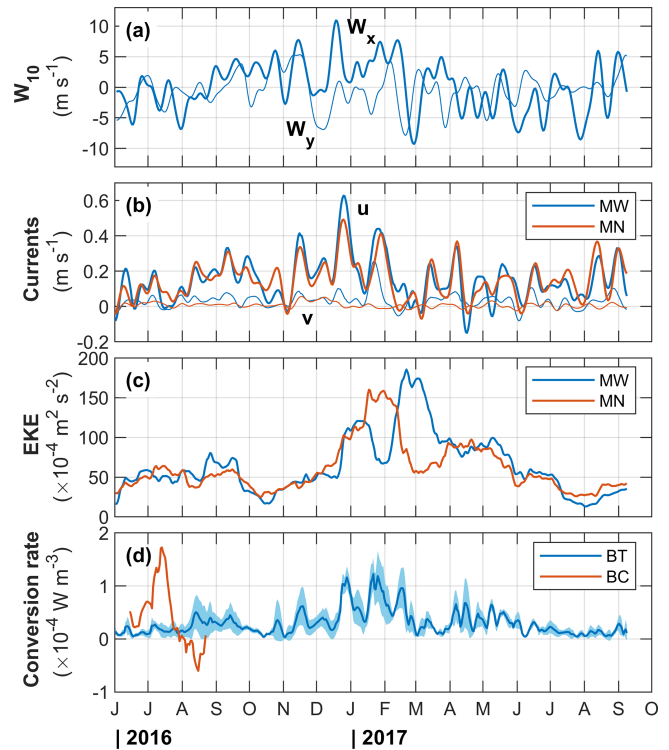 (a)
W₁₀
(m s⁻¹)
10
5
0
-5
-10
Wₓ
W_y
(b)
Currents
(m s⁻¹)
0.6
0.4
0.2
0
-0.2
u
v
MW
MN
(c)
EKE
(×10⁻⁴ m² s⁻²)
200
150
100
50
0
MW
MN
(d)
Conversion rate
(×10⁻⁴ W m⁻³)
2
1
0
-1
BT
BC
J J A S O N D J F M A M J J A S O
| 2016 | 2017